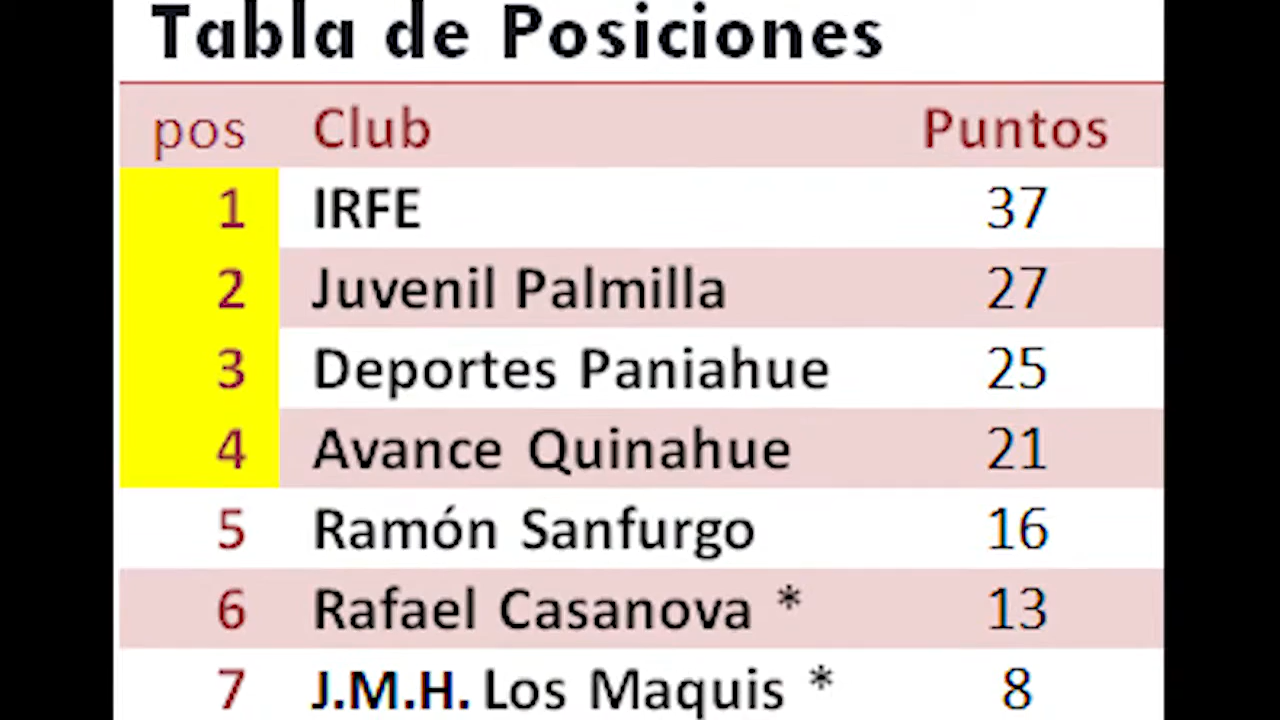 Tabla de Posiciones
pos Club Puntos
1 IRFE 37
2 Juvenil Palmilla 27
3 Deportes Paniahue 25
4 Avance Quinahue 21
5 Ramón Sanfurgo 16
6 Rafael Casanova * 13
7 J.M.H. Los Maquis * 8